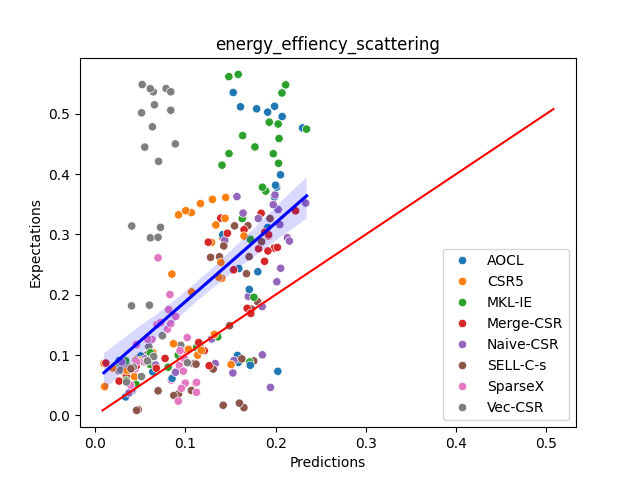 energy_effiency_scattering
Expectations
0.5
0.4
0.3
0.2
0.1
0.0
0.0 0.1 0.2 0.3 0.4 0.5
Predictions
AOCL
CSR5
MKL-IE
Merge-CSR
Naive-CSR
SELL-C-s
SparseX
Vec-CSR